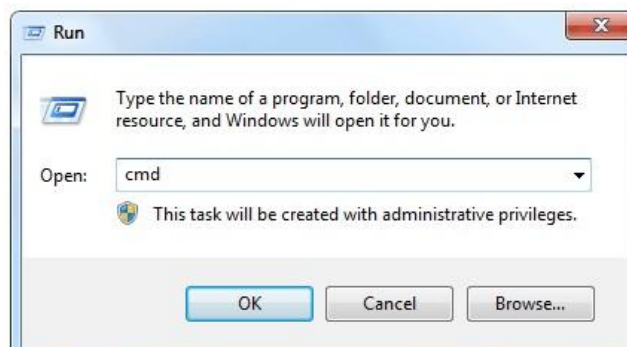 Run
Type the name of a program, folder, document, or Internet
resource, and Windows will open it for you.
Open: cmd
This task will be created with administrative privileges.
OK Cancel Browse...